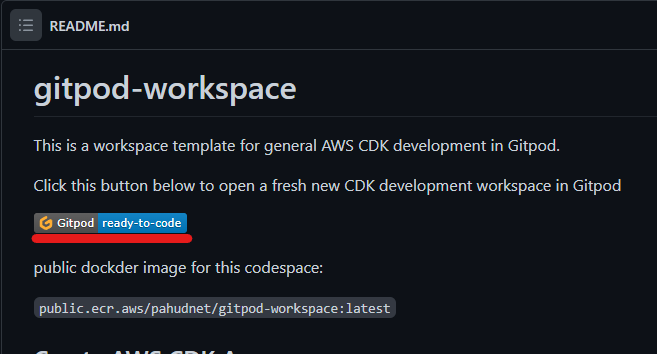 README.md
gitpod-workspace
This is a workspace template for general AWS CDK development in Gitpod.
Click this button below to open a fresh new CDK development workspace in Gitpod
Gitpod ready-to-code
public dockder image for this codespace:
public.ecr.aws/pahudnet/gitpod-workspace:latest